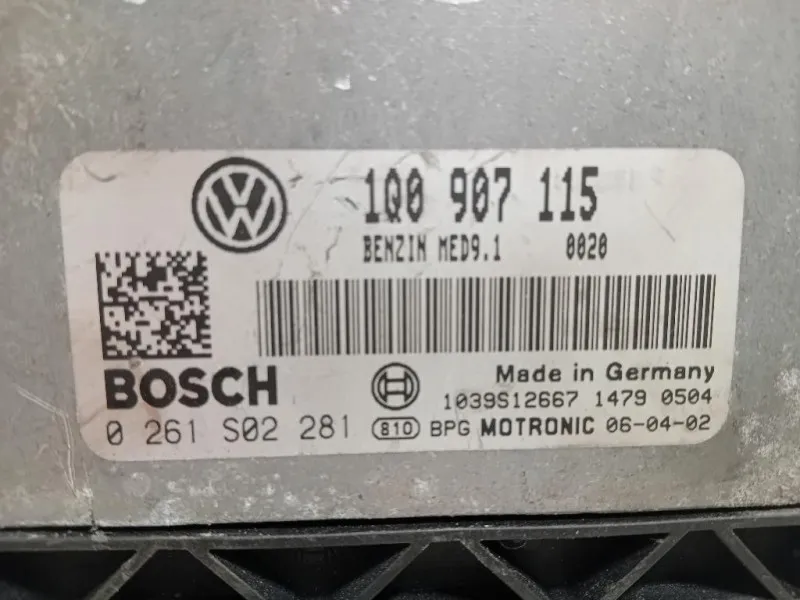 1Q0 907 115
BENZIN MED9.1 0020
BOSCH
Made in Germany
1039S12667 1479 0504
0 261 S02 281 810 BPG MOTRONIC 06-04-02